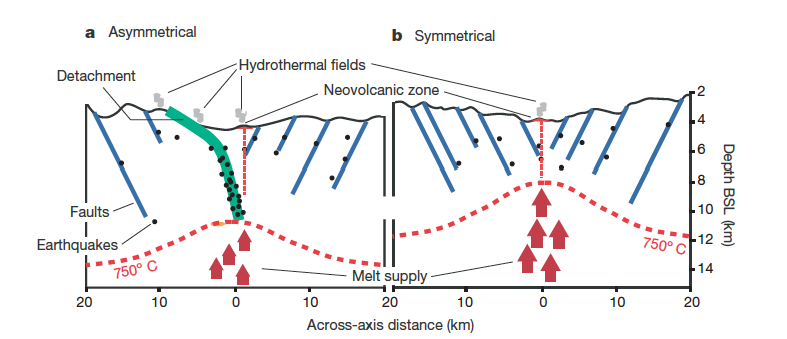 a Asymmetrical
b Symmetrical
Hydrothermal fields
Detachment
Neovolcanic zone
2
4
6
8
10
12
14
Depth BSL (km)
Faults
Earthquakes
750° C
750° C
Melt supply
20 10 0 10 20
20 10 0 10 20
Across-axis distance (km)